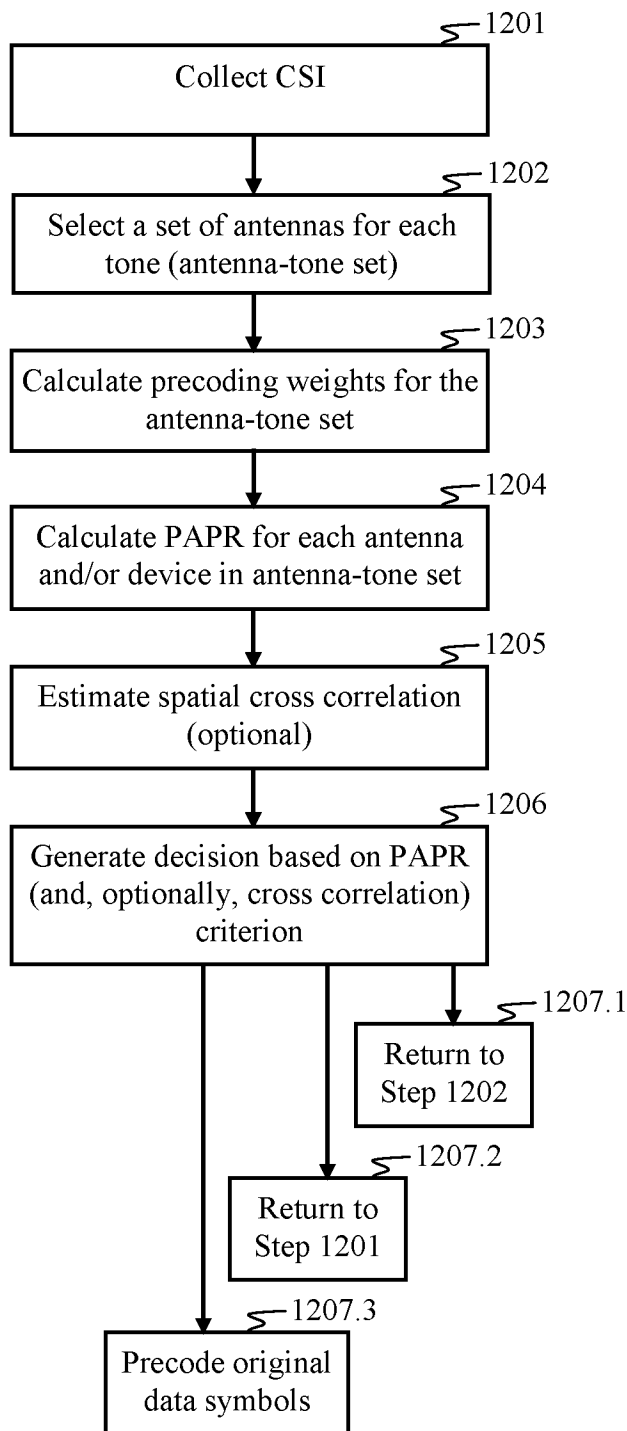 1201
Collect CSI
1202
Select a set of antennas for each
tone (antenna-tone set)
1203
Calculate precoding weights for the
antenna-tone set
1204
Calculate PAPR for each antenna
and/or device in antenna-tone set
1205
Estimate spatial cross correlation
(optional)
1206
Generate decision based on PAPR
(and, optionally, cross correlation)
criterion
1207.1
Return to
Step 1202
1207.2
Return to
Step 1201
1207.3
Precode original
data symbols